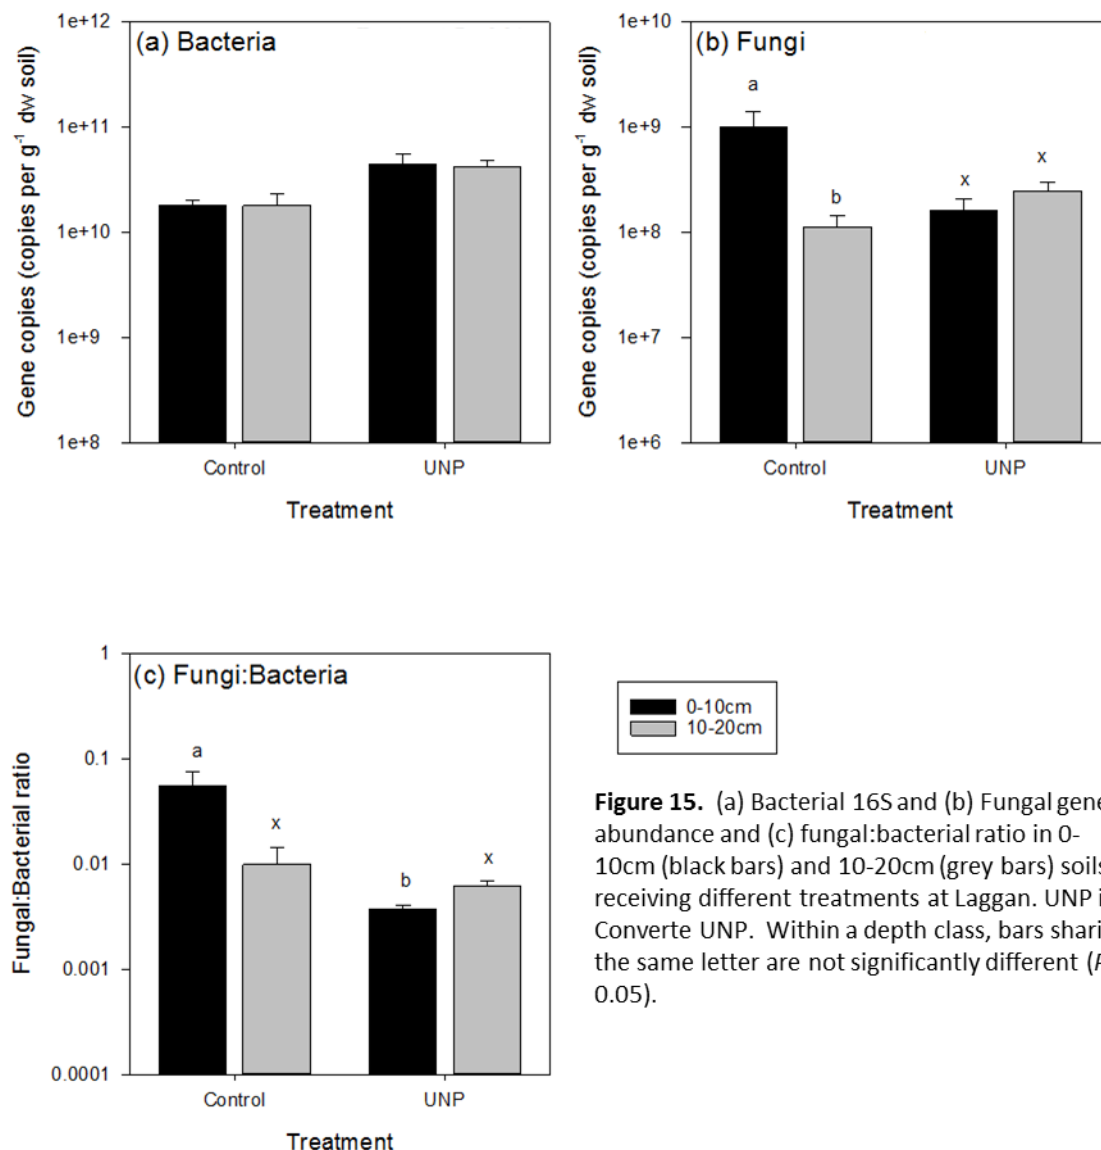 (a) Bacteria
Gene copies (copies per g-1 dw soil)
1e+12
1e+11
1e+10
1e+9
1e+8
Control
UNP
Treatment
(b) Fungi
Gene copies (copies per g-1 dw soil)
1e+10
1e+9
1e+8
1e+7
1e+6
a
b
x
x
Control
UNP
Treatment
(c) Fungi:Bacteria
Fungal:Bacterial ratio
1
0.1
0.01
0.001
0.0001
a
x
b
x
Control
UNP
Treatment
0-10cm
10-20cm
Figure 15. (a) Bacterial 16S and (b) Fungal gene
abundance and (c) fungal:bacterial ratio in 0-
10cm (black bars) and 10-20cm (grey bars) soils
receiving different treatments at Laggan. UNP i
Converte UNP. Within a depth class, bars shari
the same letter are not significantly different (P
0.05).